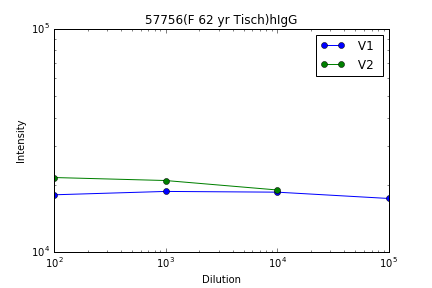 57756(F 62 yr Tisch)hIgG
10^5
V1
V2
Intensity
10^4
10^2
10^3
10^4
10^5
Dilution